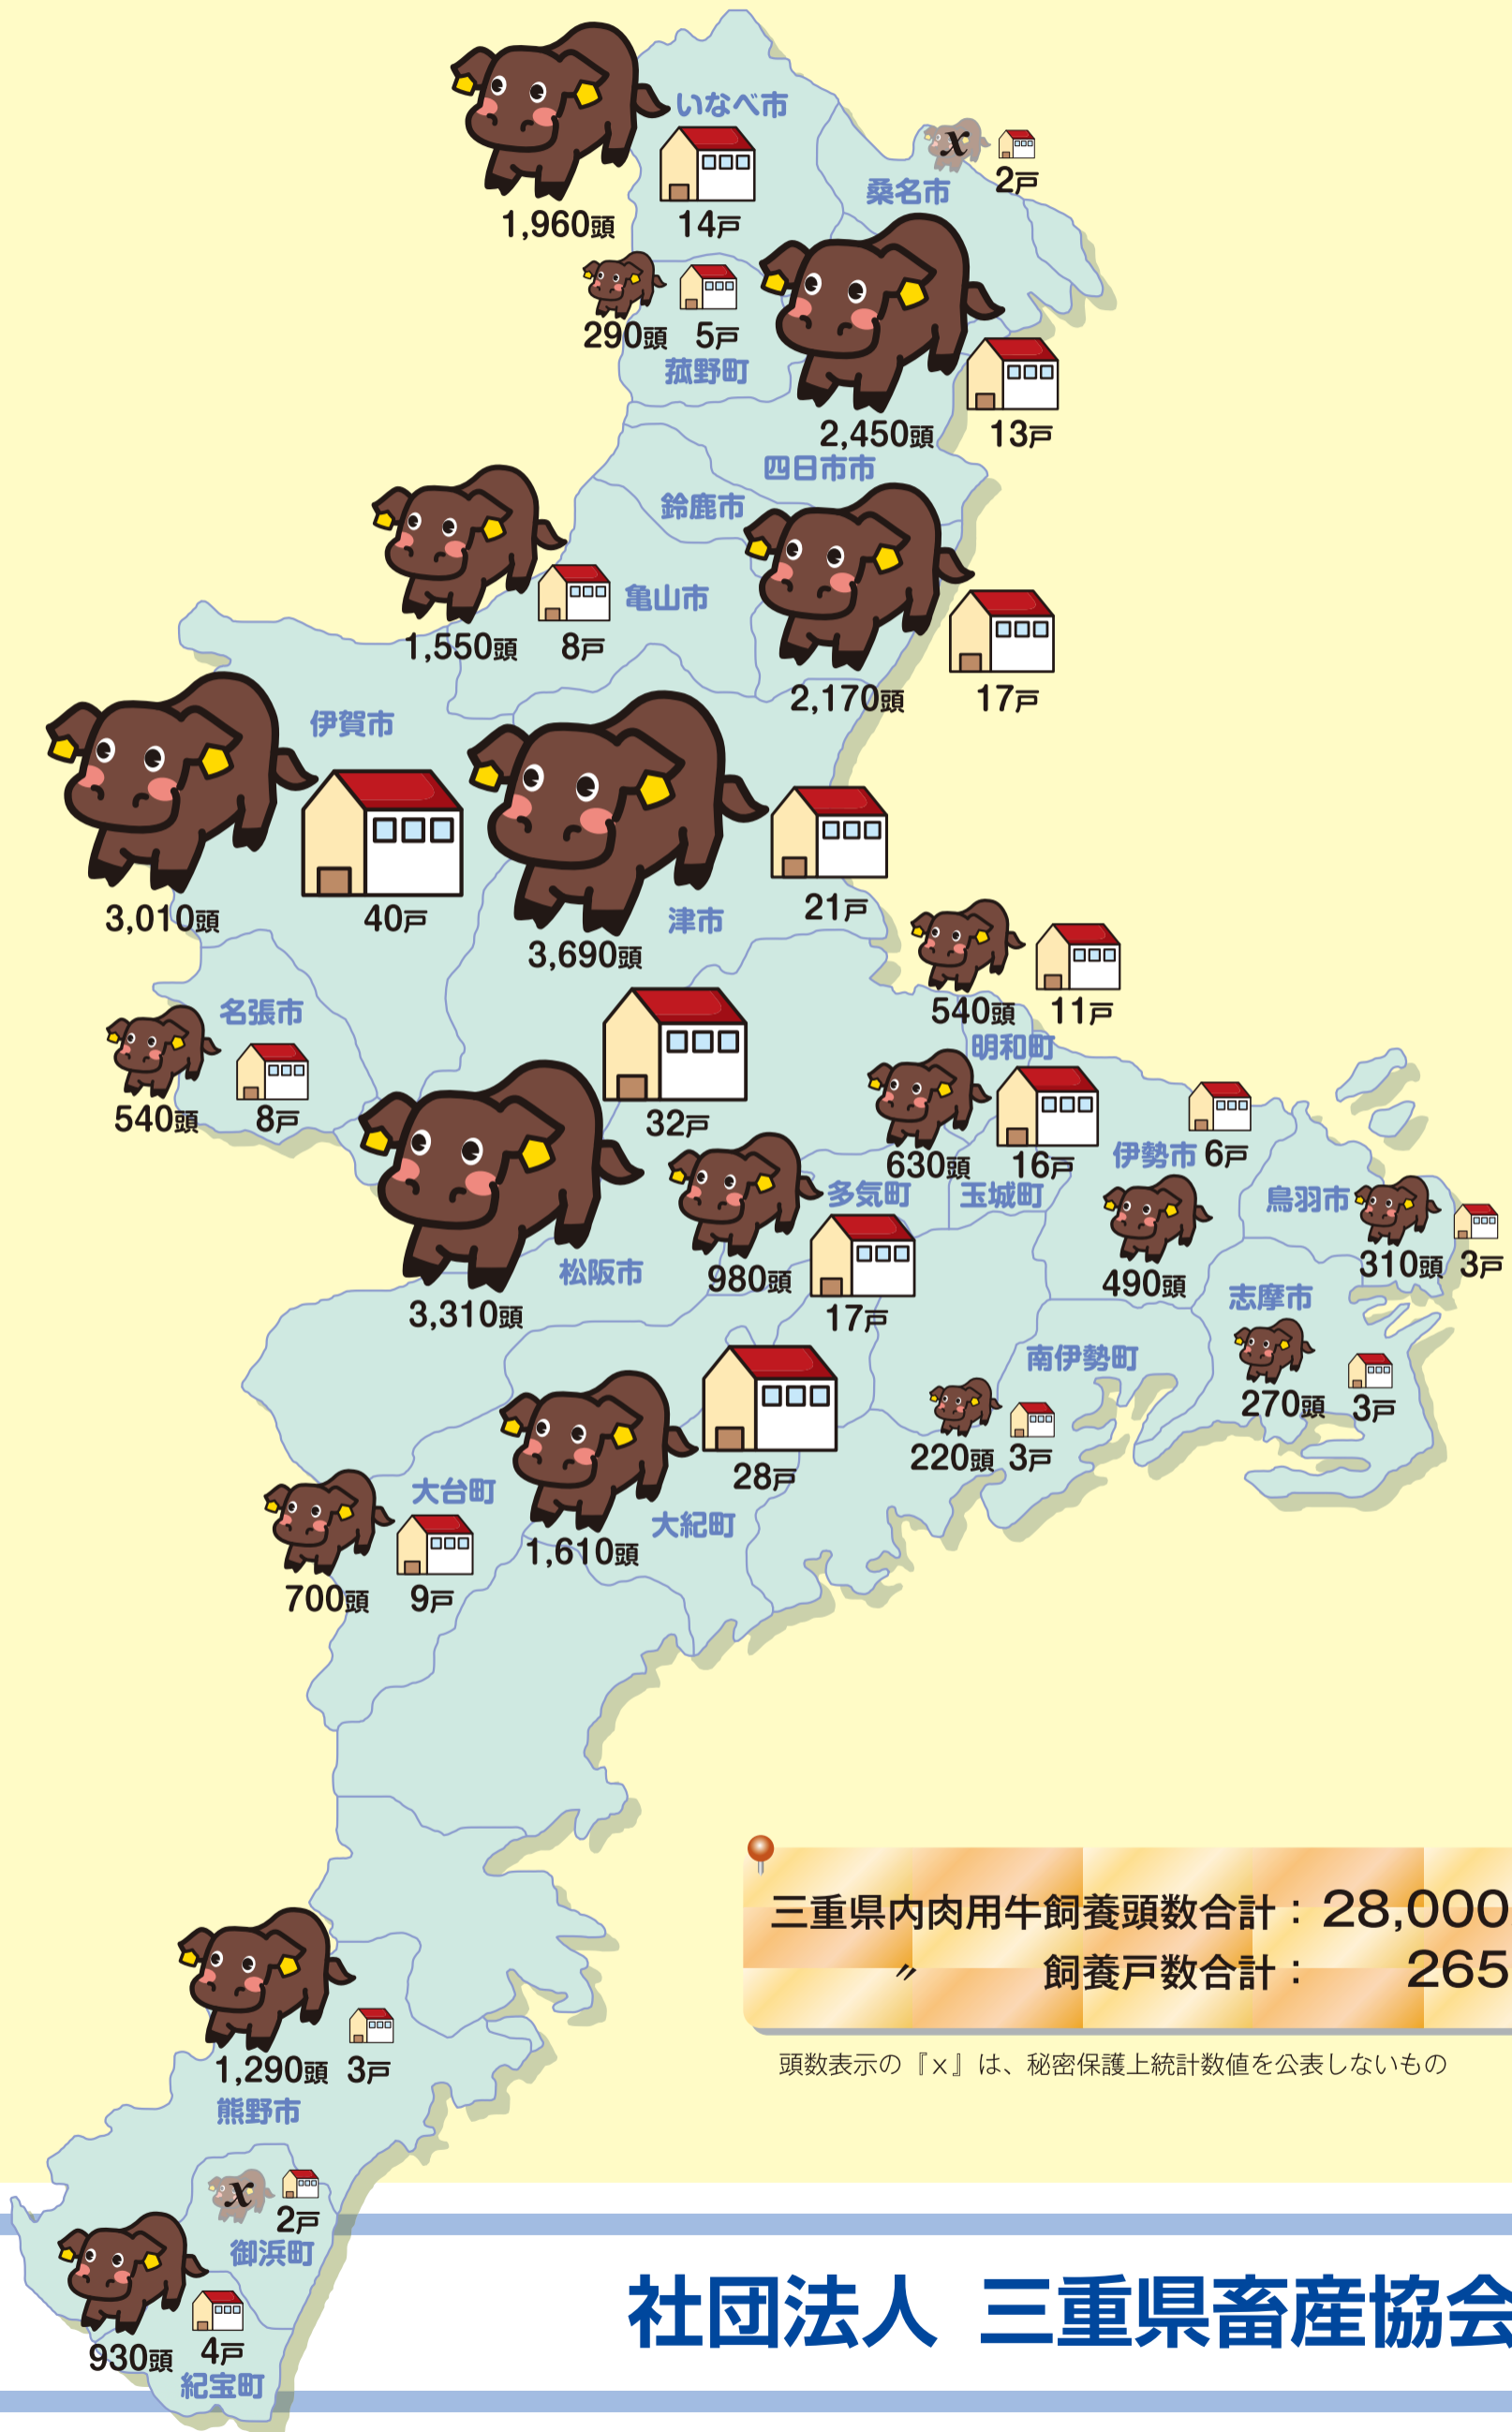 いなべ市
1,960頭
14戸
x
2戸
桑名市
290頭
5戸
菰野町
2,450頭
13戸
四日市市
鈴鹿市
亀山市
1,550頭
8戸
2,170頭
17戸
伊賀市
3,010頭
40戸
津市
3,690頭
21戸
540頭
11戸
明和町
名張市
540頭
8戸
32戸
630頭
16戸
伊勢市
6戸
多気町
玉城町
鳥羽市
310頭
3戸
980頭
17戸
490頭
松阪市
3,310頭
志摩市
270頭
3戸
南伊勢町
220頭
3戸
28戸
大紀町
1,610頭
大台町
700頭
9戸
三重県内肉用牛飼養頭数合計：28,000
〃 飼養戸数合計： 265
頭数表示の『x』は、秘密保護上統計数値を公表しないもの
1,290頭
3戸
熊野市
x
2戸
御浜町
930頭
4戸
紀宝町
社団法人 三重県畜産協会